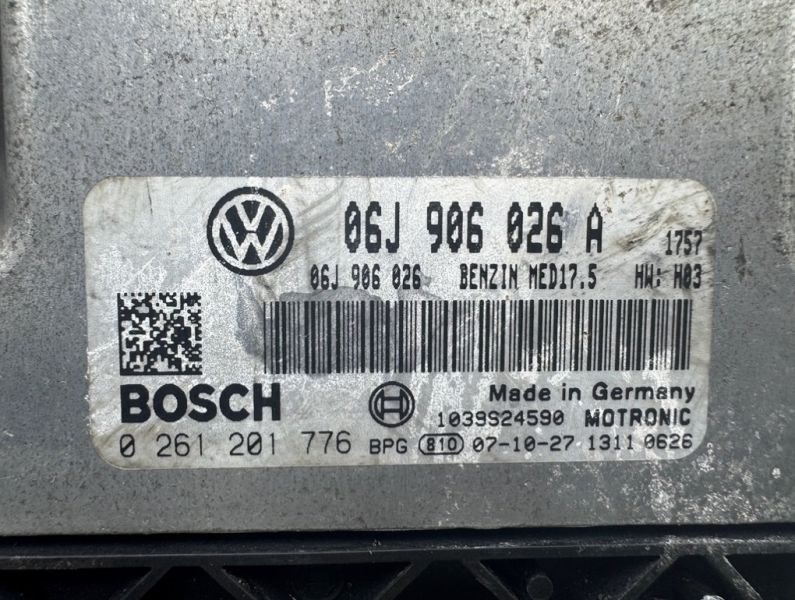 06J 906 026 A 1757
06J 906 026 BENZIN MED17.5 HW: H03
BOSCH
Made in Germany
1039S24590 MOTRONIC
0 261 201 776 BPG 810 07-10-27 1311 0626